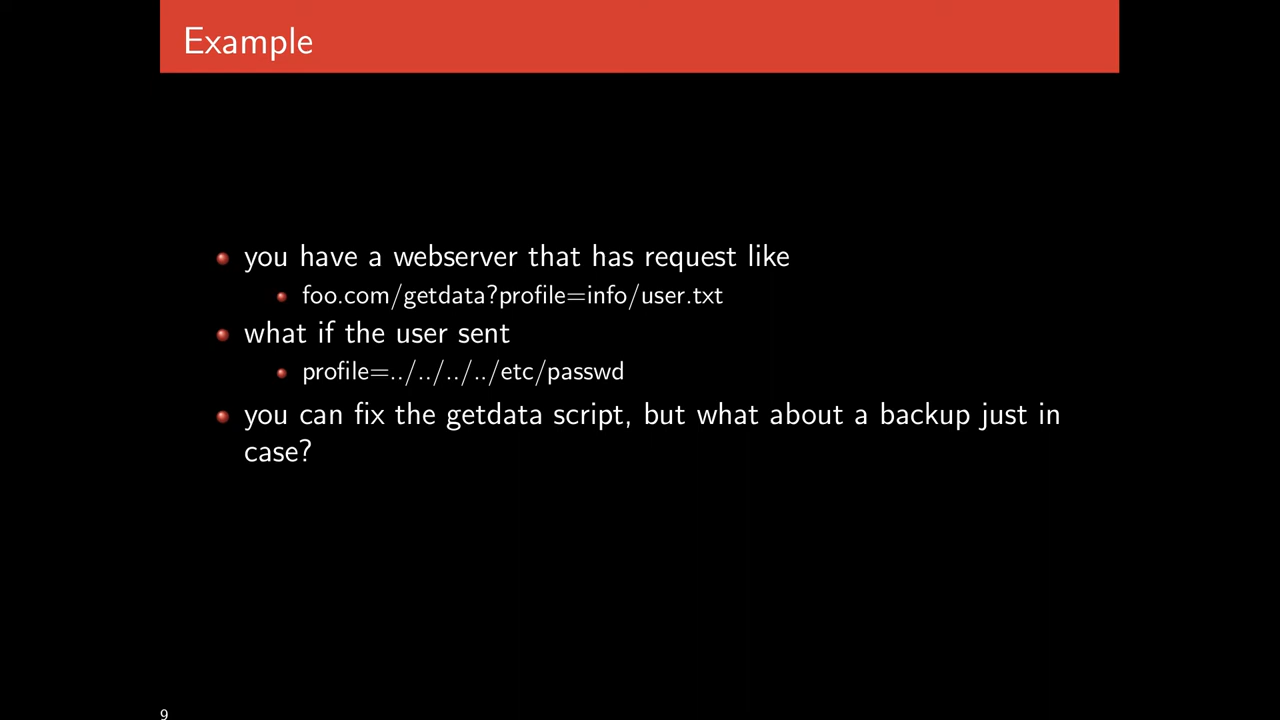 Example
you have a webserver that has request like
foo.com/getdata?profile=info/user.txt
what if the user sent
profile=../../../../etc/passwd
you can fix the getdata script, but what about a backup just in
case?
9